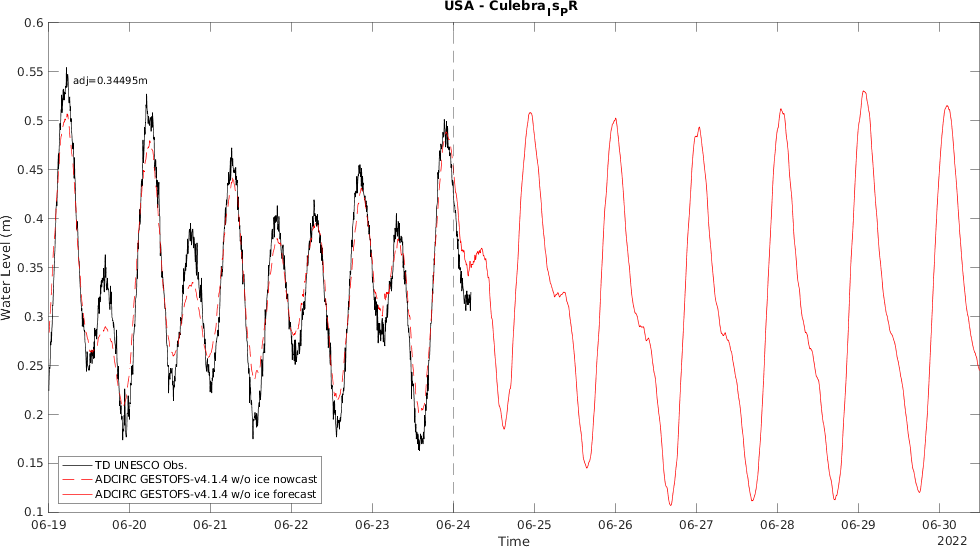 USA - CulebraIsPR
0.6
0.55
0.5
0.45
0.4
0.35
0.3
0.25
0.2
0.15
0.1
Water Level (m)
adj=0.34495m
TD UNESCO Obs.
ADCIRC GESTOFS-v4.1.4 w/o ice nowcast
ADCIRC GESTOFS-v4.1.4 w/o ice forecast
06-19 06-20 06-21 06-22 06-23 06-24 06-25 06-26 06-27 06-28 06-29 06-30
Time
2022